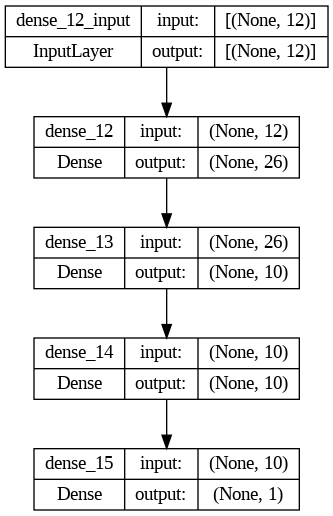 dense_12_input input: [(None, 12)]
InputLayer output: [(None, 12)]
dense_12 input: (None, 12)
Dense output: (None, 26)
dense_13 input: (None, 26)
Dense output: (None, 10)
dense_14 input: (None, 10)
Dense output: (None, 10)
dense_15 input: (None, 10)
Dense output: (None, 1)